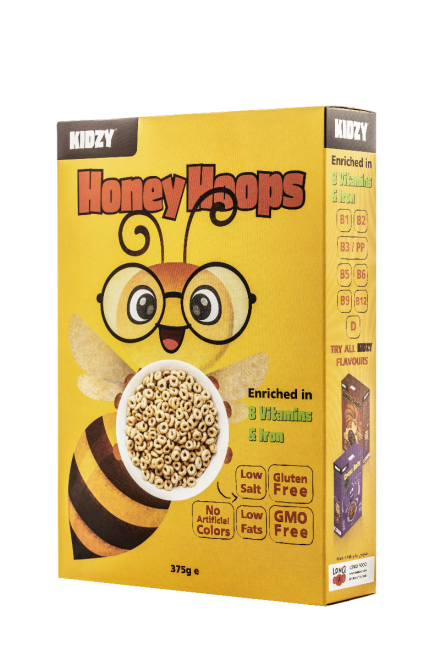 KIDZY
Honey Hoops
Enriched in
8 Vitamins
& Iron
Low
Salt
Gluten
Free
No
Artificial
Colors
Low
Fats
GMO
Free
375g e
KIDZY
Enriched in
8 Vitamins
& Iron
B1
B2
B3 / PP
B5
B6
B9
B12
D
TRY ALL KIDZY
FLAVOURS